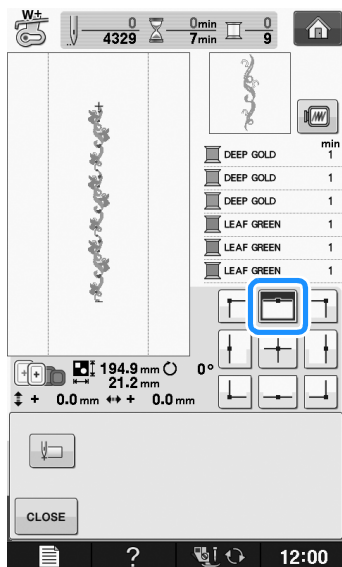 W+
0 0min 0
4329 7min 9
min
DEEP GOLD 1
DEEP GOLD 1
DEEP GOLD 1
LEAF GREEN 1
LEAF GREEN 1
LEAF GREEN 1
194.9 mm 0°
21.2 mm
+ 0.0 mm + 0.0 mm
CLOSE
? 12:00